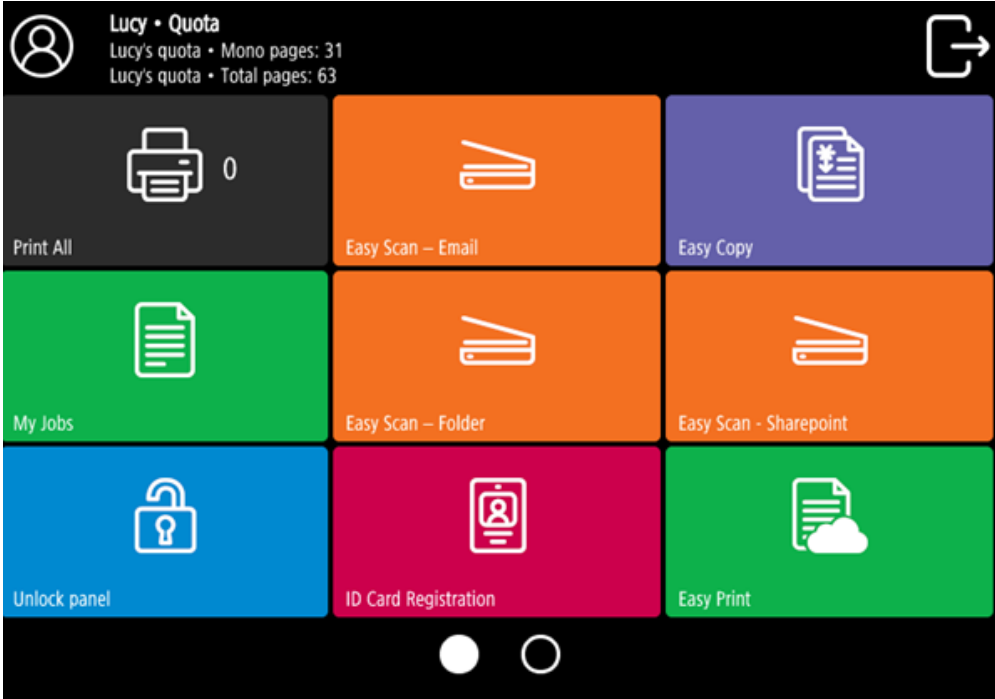 Lucy • Quota
Lucy's quota • Mono pages: 31
Lucy's quota • Total pages: 63
0
Print All
Easy Scan – Email
Easy Copy
My Jobs
Easy Scan – Folder
Easy Scan - Sharepoint
Unlock panel
ID Card Registration
Easy Print